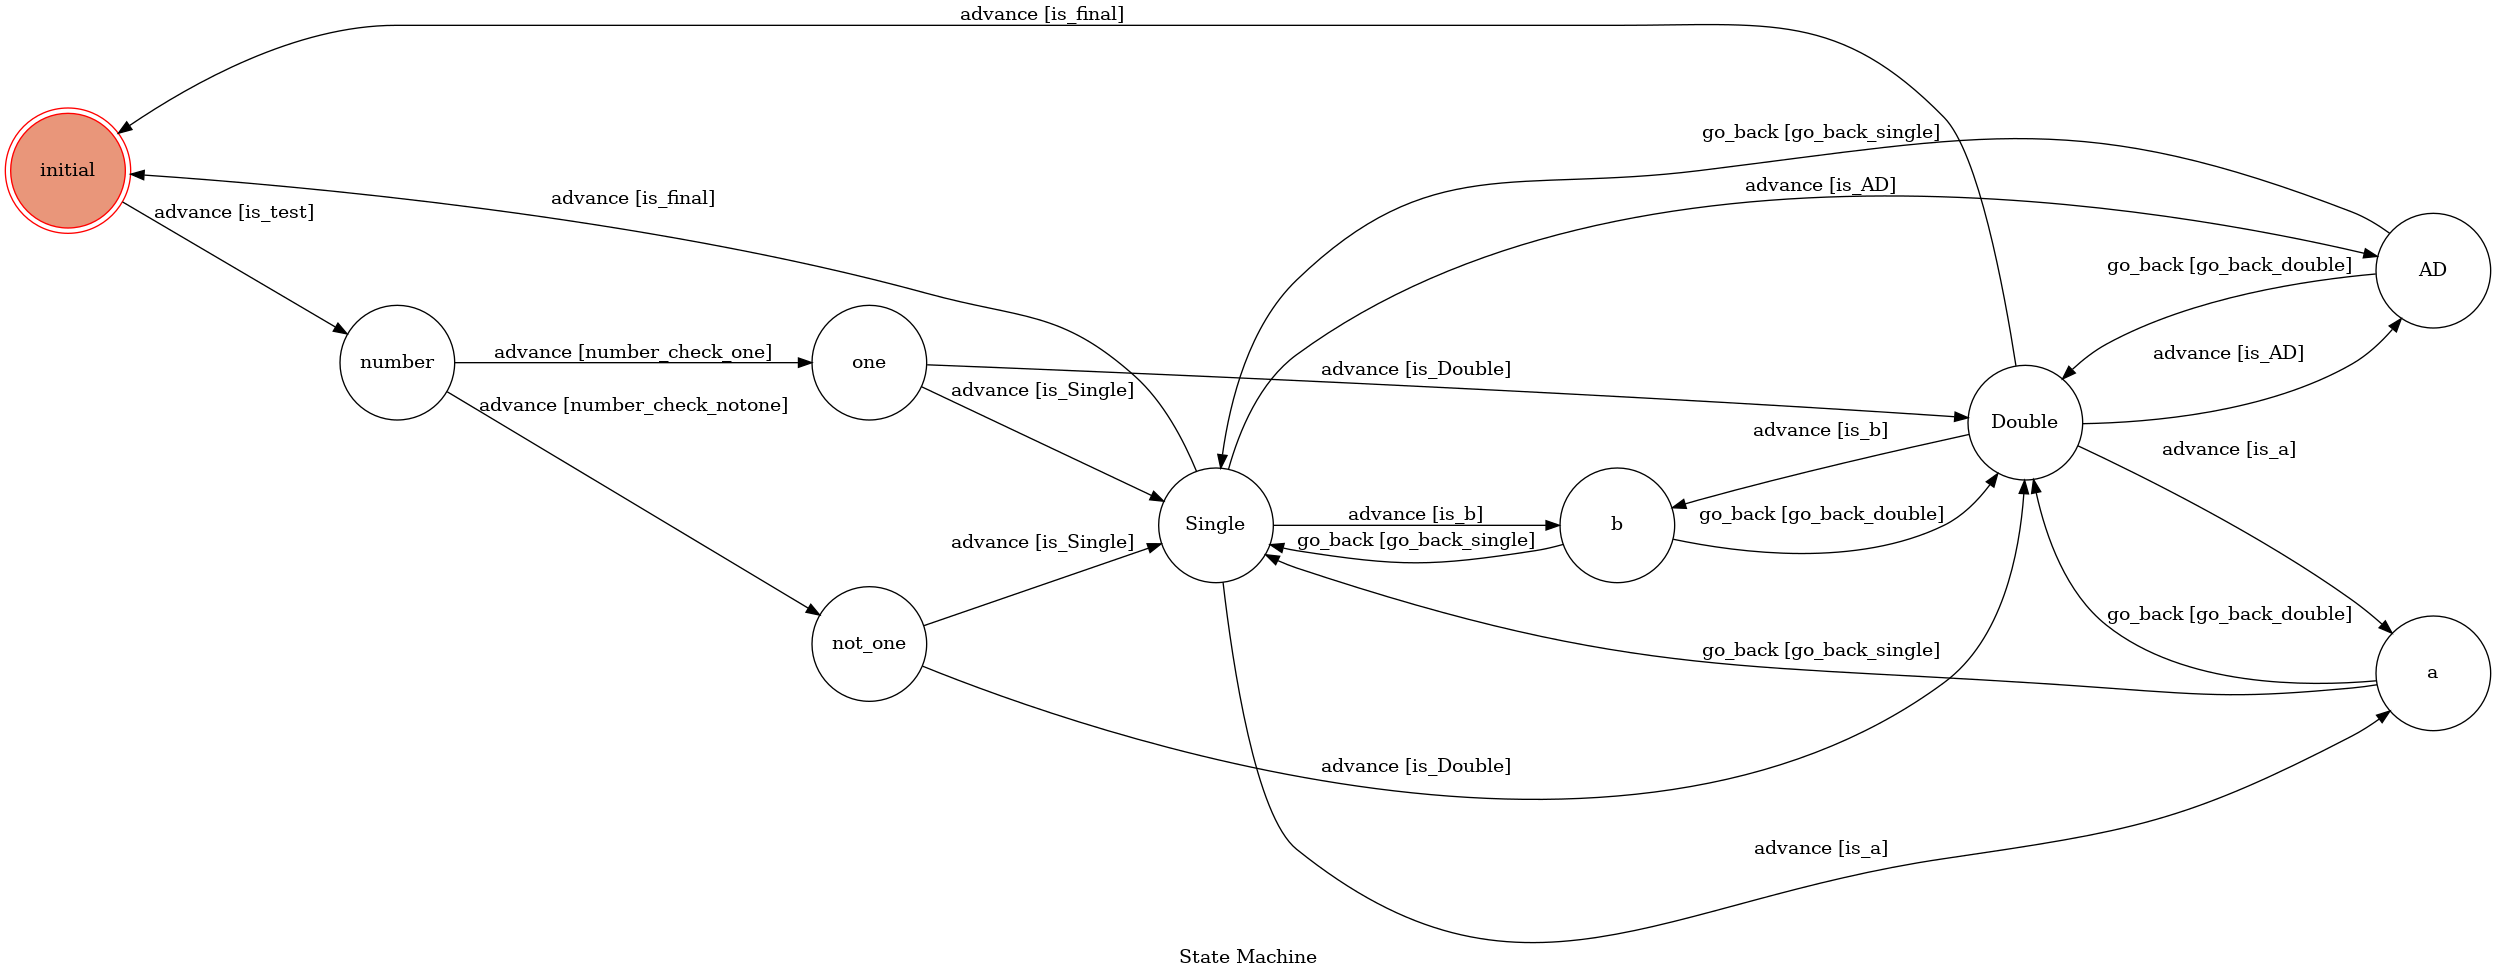 advance [is_final]
go_back [go_back_single]
initial
advance [is_AD]
advance [is_final]
advance [is_test]
go_back [go_back_double]
AD
advance [number_check_one]
advance [is_AD]
number
one
advance [is_Double]
advance [is_Single]
advance [number_check_notone]
Double
advance [is_b]
advance [is_a]
advance [is_b]
go_back [go_back_double]
Single
b
go_back [go_back_single]
advance [is_Single]
go_back [go_back_double]
not_one
go_back [go_back_single]
a
advance [is_Double]
advance [is_a]
State Machine